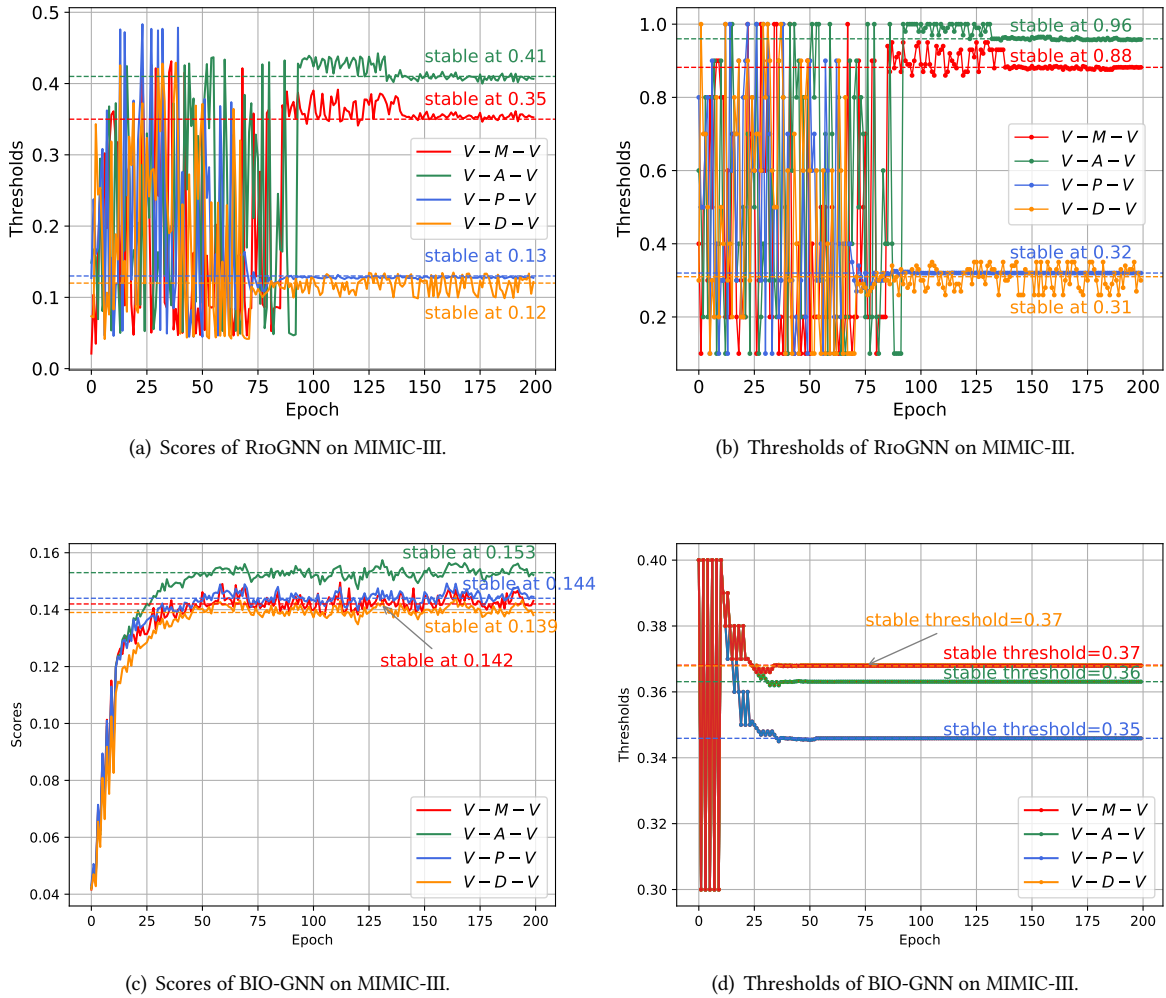 0.5
0.4
0.3
0.2
0.1
0.0
Thresholds
stable at 0.41
stable at 0.35
V − M − V
V − A − V
V − P − V
V − D − V
stable at 0.13
stable at 0.12
0 25 50 75 100 125 150 175 200
Epoch
(a) Scores of RioGNN on MIMIC-III.
1.0
0.8
0.6
0.4
0.2
Thresholds
stable at 0.96
stable at 0.88
V − M − V
V − A − V
V − P − V
V − D − V
stable at 0.32
stable at 0.31
0 25 50 75 100 125 150 175 200
Epoch
(b) Thresholds of RioGNN on MIMIC-III.
0.16
0.14
0.12
0.10
0.08
0.06
0.04
Scores
stable at 0.153
stable at 0.144
stable at 0.139
stable at 0.142
V − M − V
V − A − V
V − P − V
V − D − V
0 25 50 75 100 125 150 175 200
Epoch
(c) Scores of BIO-GNN on MIMIC-III.
0.40
0.38
0.36
0.34
0.32
0.30
Thresholds
stable threshold=0.37
stable threshold=0.37
stable threshold=0.36
stable threshold=0.35
V − M − V
V − A − V
V − P − V
V − D − V
0 25 50 75 100 125 150 175 200
Epoch
(d) Thresholds of BIO-GNN on MIMIC-III.